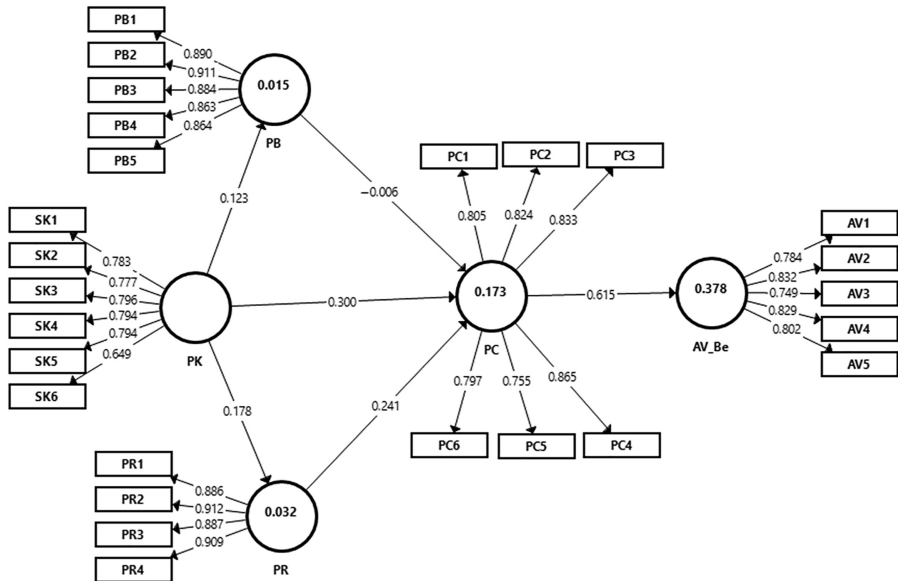 PB1
PB2
PB3
PB4
PB5
0.890
0.911
0.884
0.863
0.864
0.015
PB
0.123
−0.006
SK1
SK2
SK3
SK4
SK5
SK6
0.783
0.777
0.796
0.794
0.794
0.649
PK
0.300
0.178
PR1
PR2
PR3
PR4
0.886
0.912
0.887
0.909
0.032
PR
0.241
PC1
PC2
PC3
0.805
0.824
0.833
0.173
PC
0.797
0.755
0.865
PC6
PC5
PC4
0.615
0.378
AV_Be
0.784
0.832
0.749
0.829
0.802
AV1
AV2
AV3
AV4
AV5